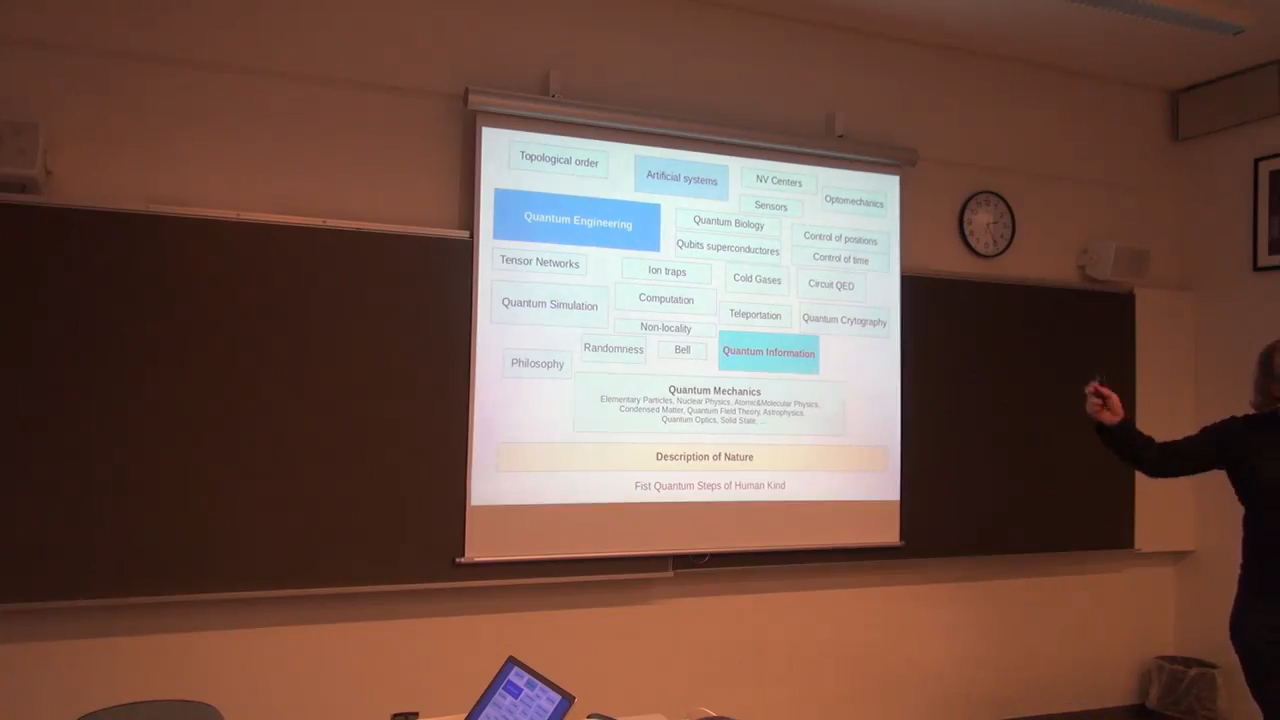 Topological order
Artificial systems
NV Centers
Optomechanics
Sensors
Quantum Engineering
Quantum Biology
Control of positions
Qubits superconductores
Control of time
Tensor Networks
Ion traps
Cold Gases
Circuit QED
Quantum Simulation
Computation
Teleportation
Quantum Crytography
Non-locality
Randomness
Bell
Quantum Information
Philosophy
Quantum Mechanics
Elementary Particles, Nuclear Physics, Atomic&Molecular Physics,
Condensed Matter, Quantum Field Theory, Astrophysics,
Quantum Optics, Solid State, ...
Description of Nature
Fist Quantum Steps of Human Kind